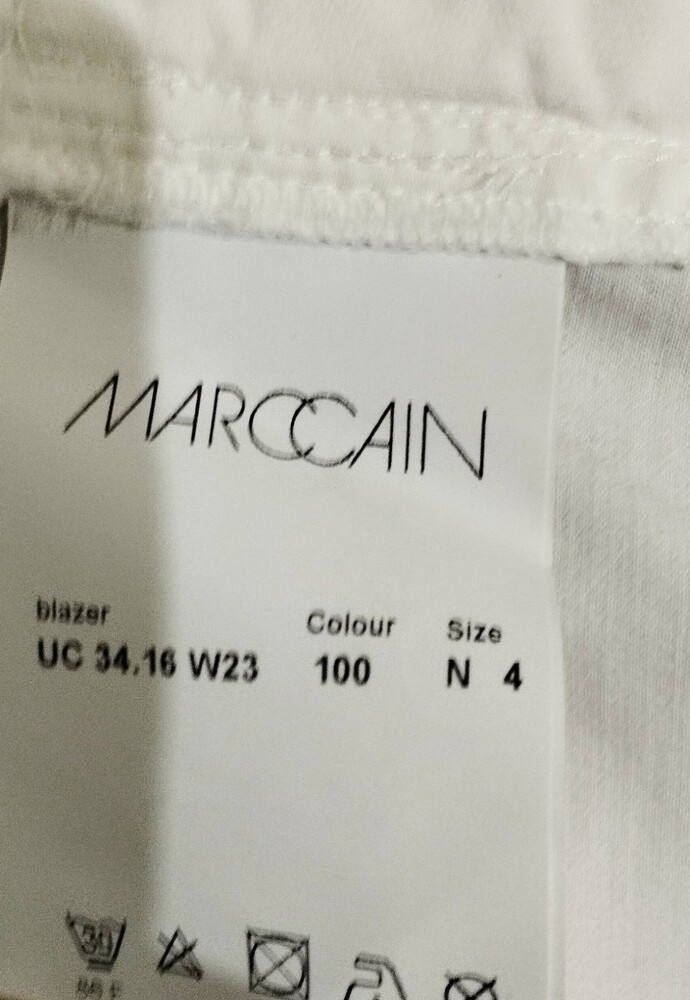 MARCCAIN
blazer Colour Size
UC 34.16 W23 100 N 4
30